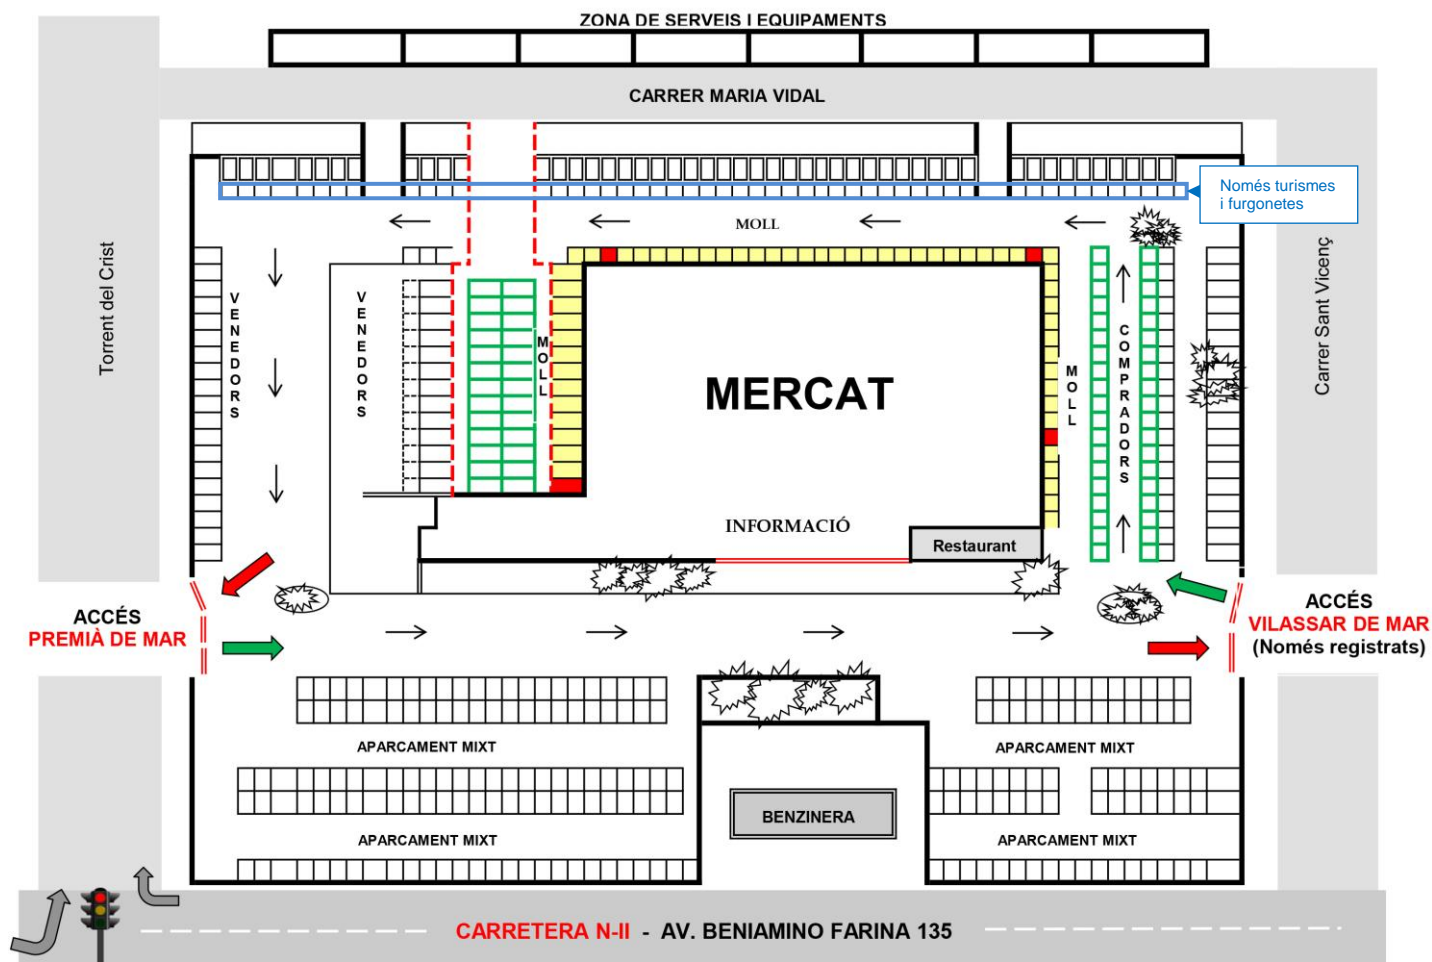 ZONA DE SERVEIS I EQUIPAMENTS
CARRER MARIA VIDAL
Només turismes
i furgonetes
MOLL
Torrent del Crist
VENEDORS
VENEDORS
MOLL
MERCAT
MOLL
COMPRADORS
Carrer Sant Vicenç
INFORMACIÓ
Restaurant
ACCÉS
PREMIÀ DE MAR
ACCÉS
VILASSAR DE MAR
(Només registrats)
APARCAMENT MIXT
APARCAMENT MIXT
BENZINERA
APARCAMENT MIXT
APARCAMENT MIXT
CARRETERA N-II - AV. BENIAMINO FARINA 135